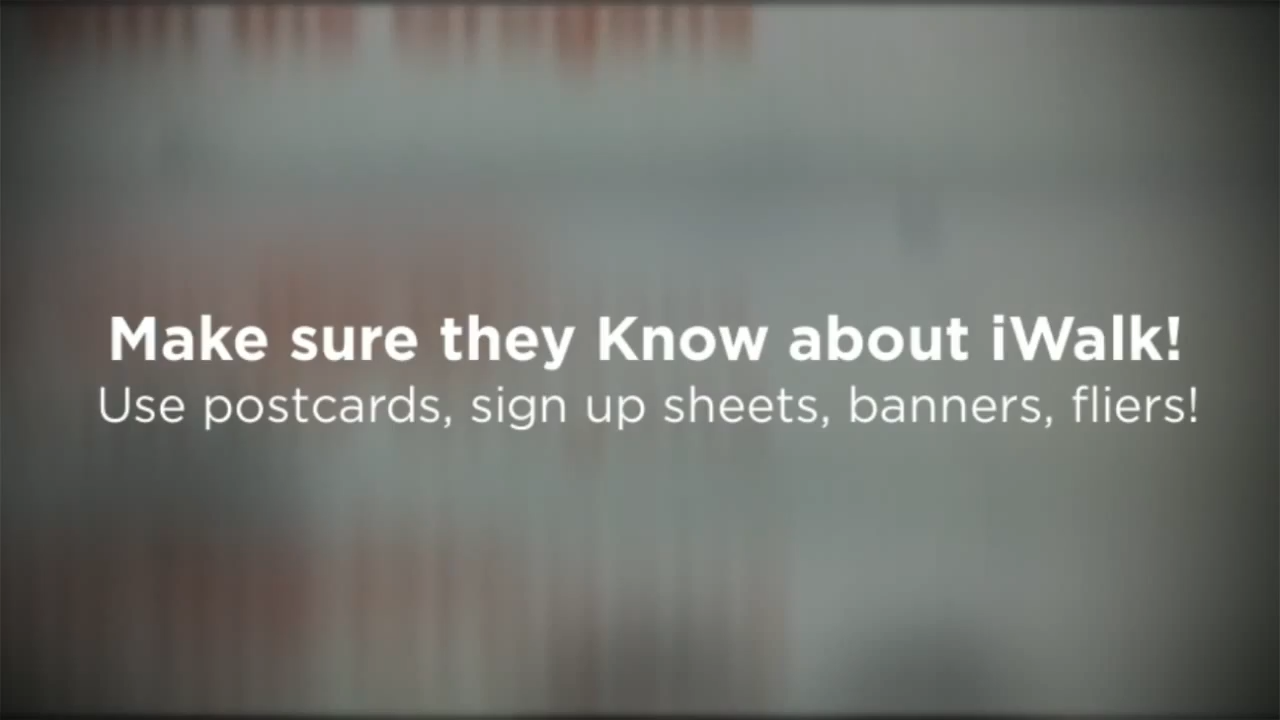 Make sure they Know about iWalk!
Use postcards, sign up sheets, banners, fliers!